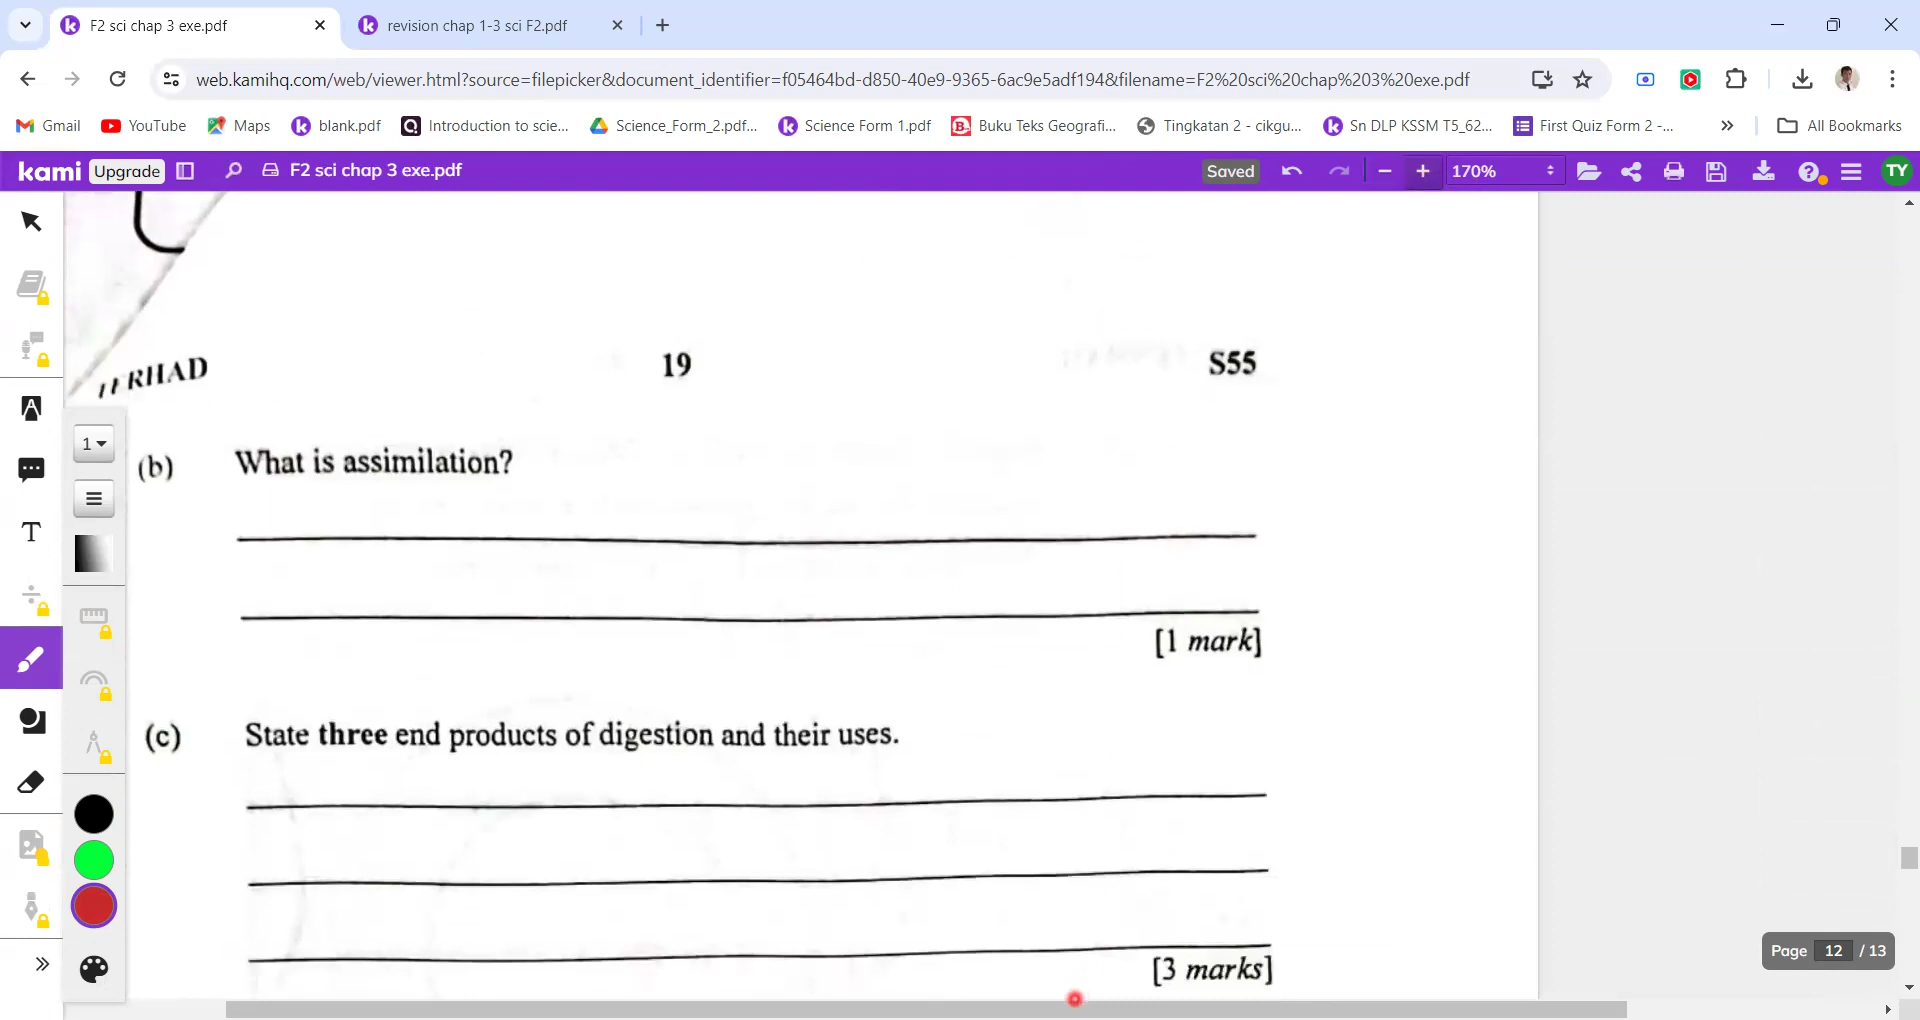 F2 sci chap 3 exe.pdf
revision chap 1-3 sci F2.pdf
web.kamihq.com/web/viewer.html?source=filepicker&document_identifier=f05464bd-d850-40e9-9365-6ac9e5adf194&filename=F2%20sci%20chap%203%20exe.pdf
Gmail
YouTube
Maps
blank.pdf
Introduction to scie...
Science_Form_2.pdf...
Science Form 1.pdf
Buku Teks Geografi...
Tingkatan 2 - cikgu...
Sn DLP KSSM T5_62...
First Quiz Form 2 -...
All Bookmarks
kami Upgrade
F2 sci chap 3 exe.pdf
Saved
170%
TY
19
S55
(b) What is assimilation?
[1 mark]
(c) State three end products of digestion and their uses.
[3 marks]
1
T
Page 12 / 13